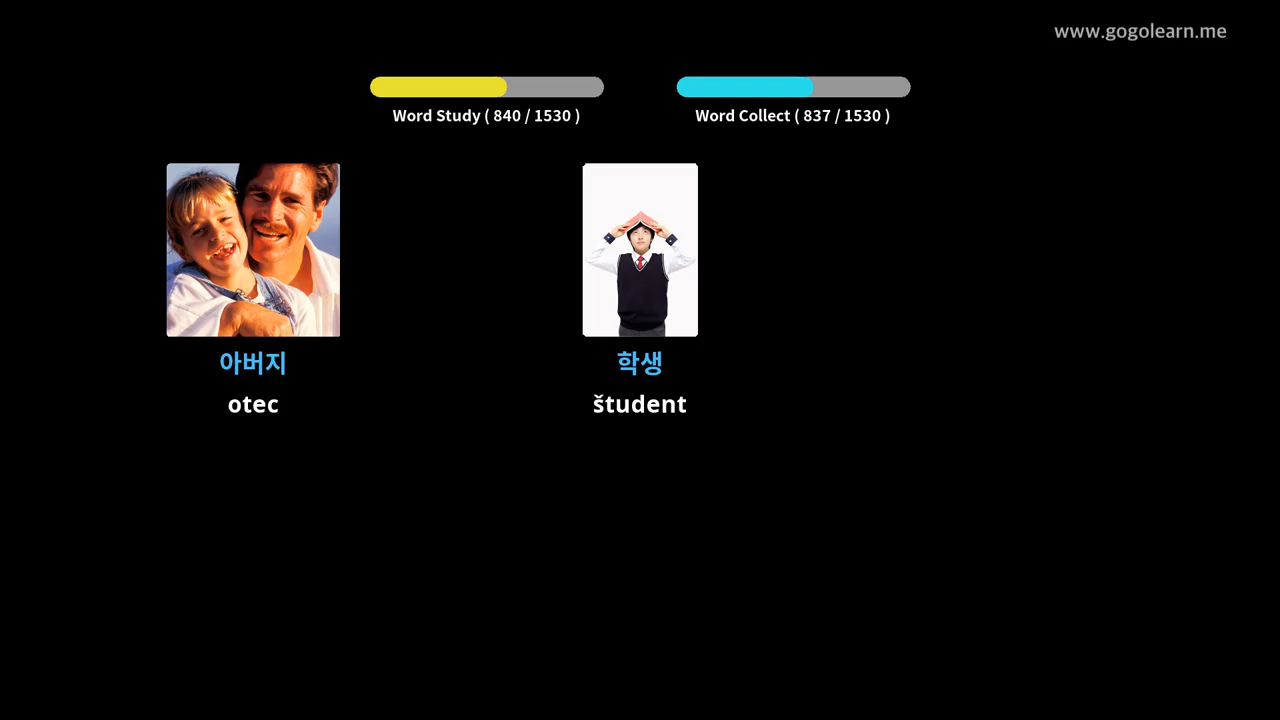 www.gogolearn.me
Word Study ( 840 / 1530 )
Word Collect ( 837 / 1530 )
아버지
otec
학생
študent